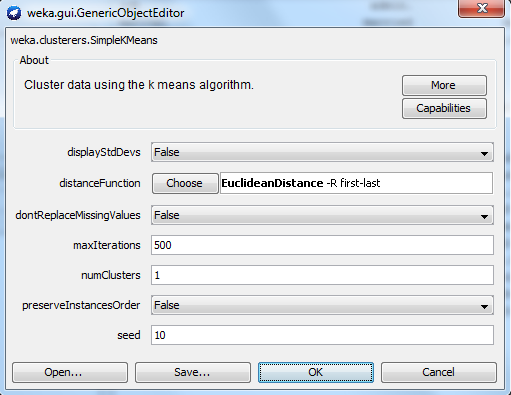 weka.gui.GenericObjectEditor
weka.clusterers.SimpleKMeans
About
Cluster data using the k means algorithm.
More
Capabilities
displayStdDevs False
distanceFunction Choose EuclideanDistance -R first-last
dontReplaceMissingValues False
maxIterations 500
numClusters 1
preserveInstancesOrder False
seed 10
Open... Save... OK Cancel